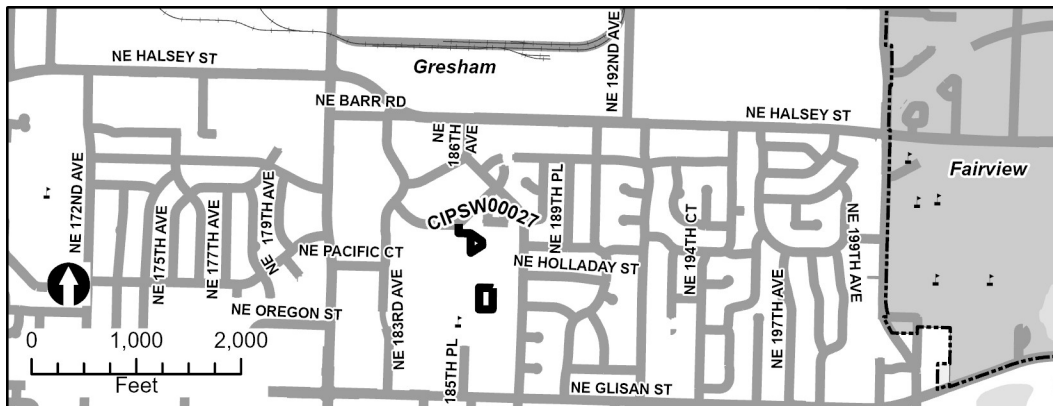 NE HALSEY ST
Gresham
NE 192ND AVE
NE BARR RD
NE HALSEY ST
NE 186TH AVE
Fairview
NE 172ND AVE
NE 175TH AVE
NE 177TH AVE
NE 179TH AVE
CIPSW00027
NE 189TH PL
NE 194TH CT
NE 199TH AVE
NE PACIFIC CT
NE HOLLADAY ST
NE 183RD AVE
NE 197TH AVE
NE OREGON ST
185TH PL
NE GLISAN ST
0 1,000 2,000
Feet